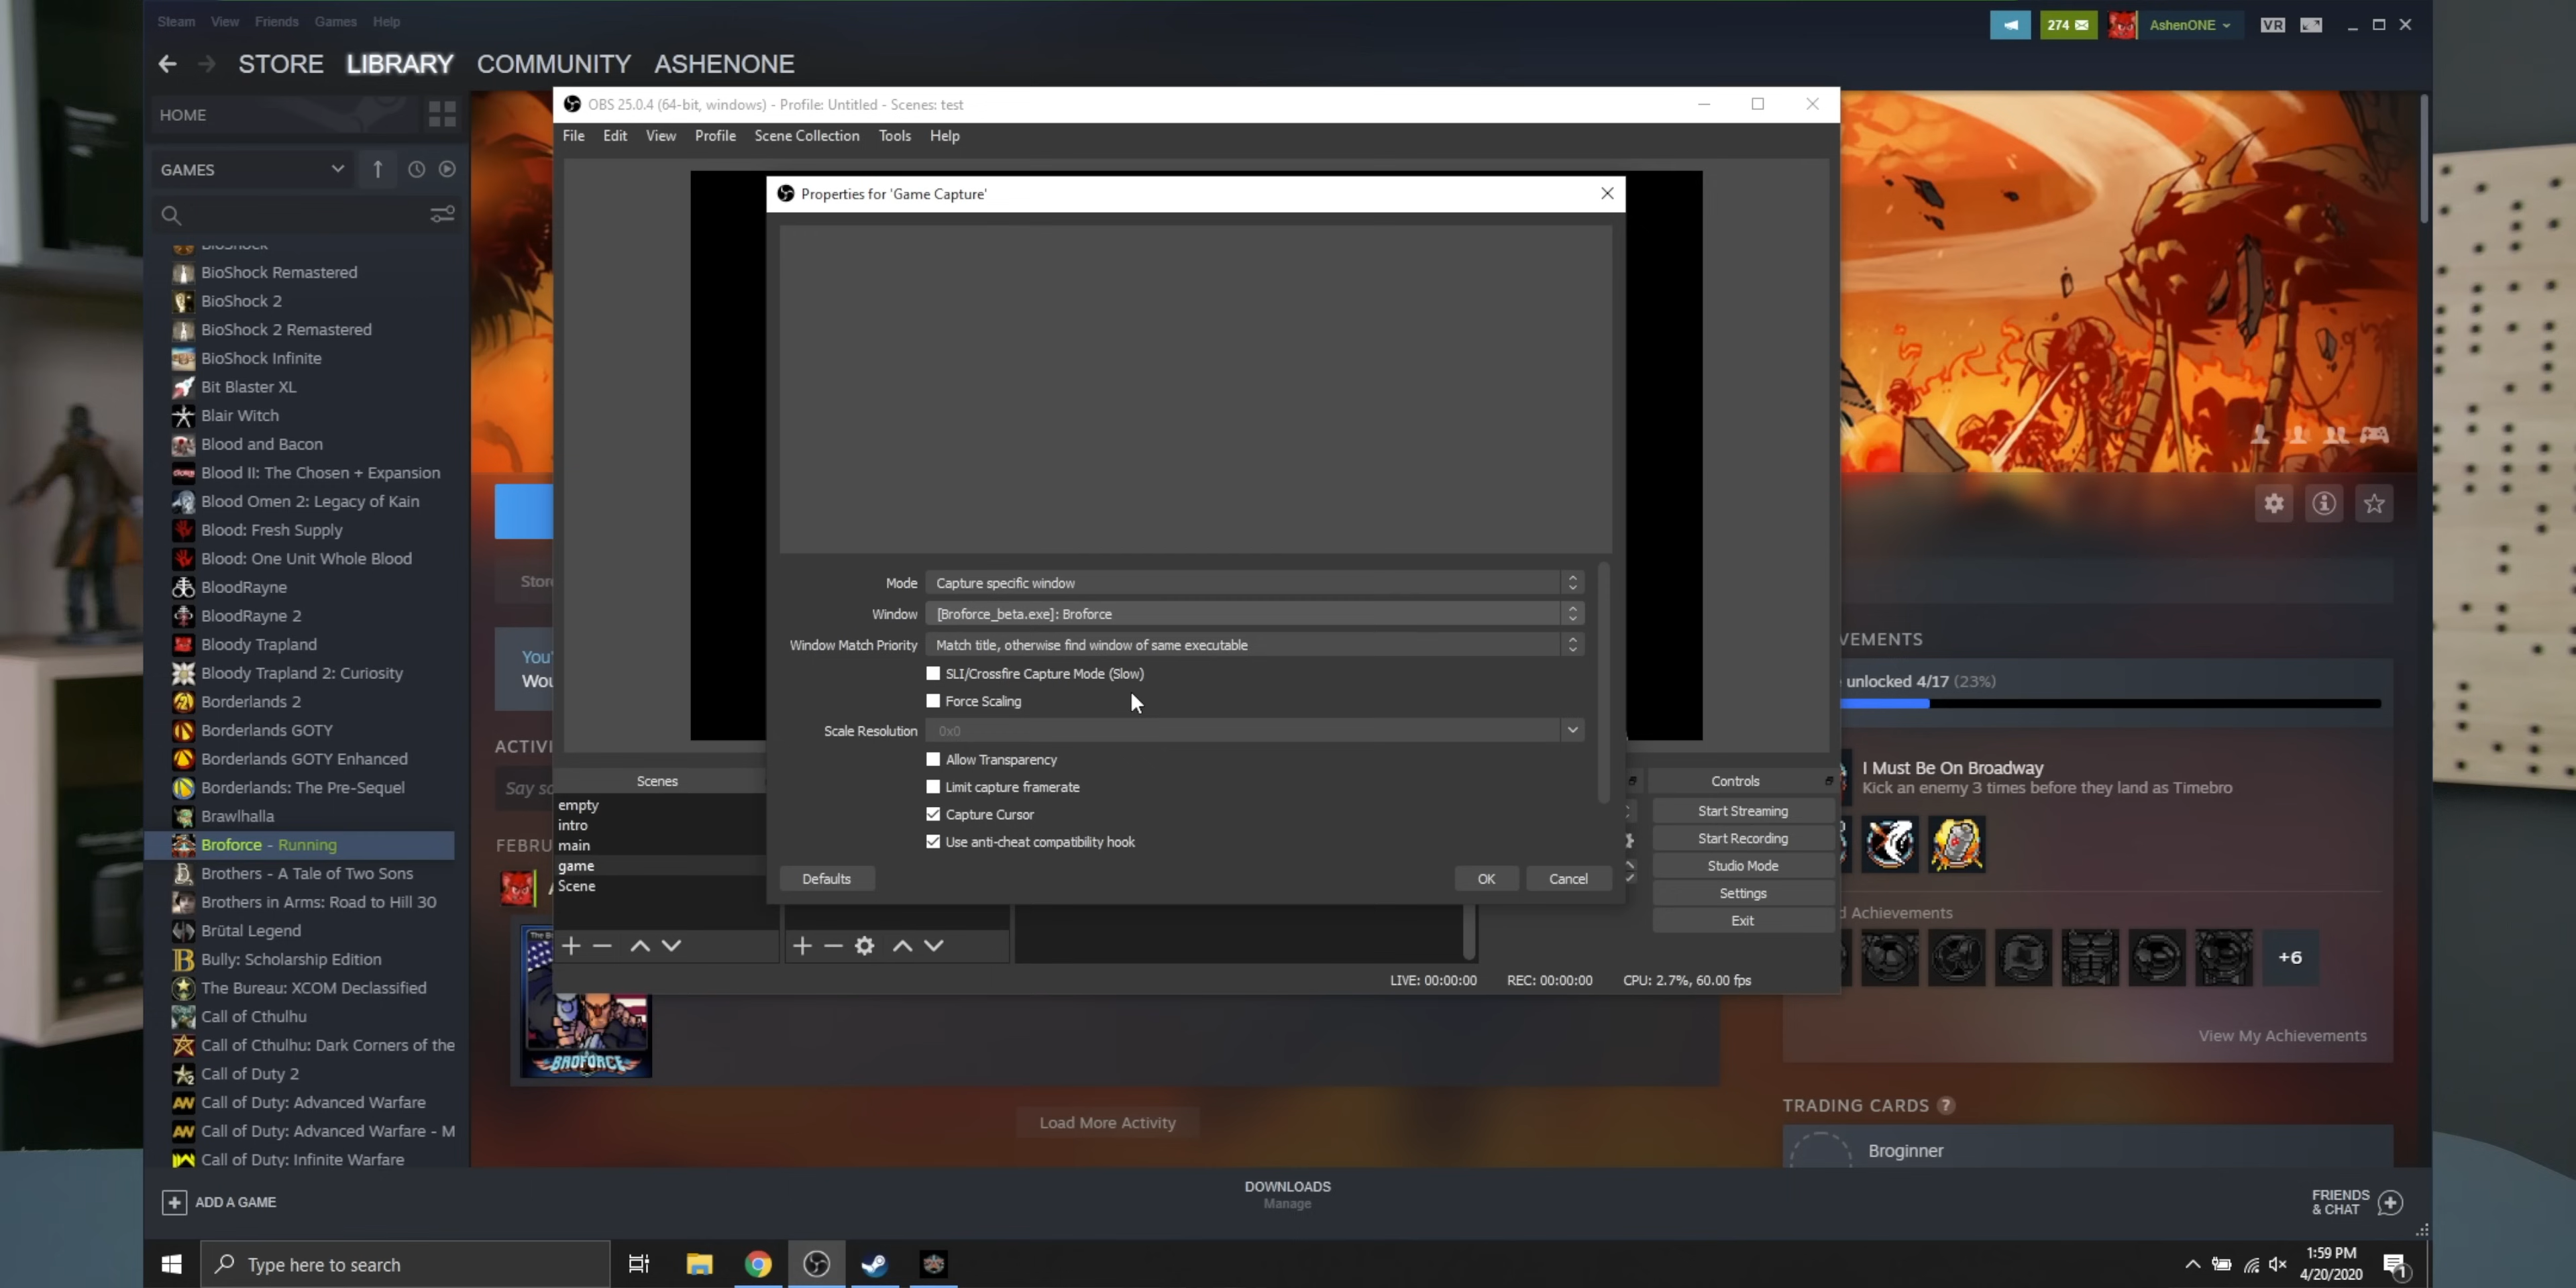 Steam View Friends Games Help
274
AshenONE
VR
STORE LIBRARY COMMUNITY ASHENONE
HOME
GAMES
BioShock
BioShock Remastered
BioShock 2
BioShock 2 Remastered
BioShock Infinite
Bit Blaster XL
Blair Witch
Blood and Bacon
Blood II: The Chosen + Expansion
Blood Omen 2: Legacy of Kain
Blood: Fresh Supply
Blood: One Unit Whole Blood
BloodRayne
BloodRayne 2
Bloody Trapland
Bloody Trapland 2: Curiosity
Borderlands 2
Borderlands GOTY
Borderlands GOTY Enhanced
Borderlands: The Pre-Sequel
Brawlhalla
Broforce - Running
Brothers - A Tale of Two Sons
Brothers in Arms: Road to Hill 30
Brütal Legend
Bully: Scholarship Edition
The Bureau: XCOM Declassified
Call of Cthulhu
Call of Cthulhu: Dark Corners of the
Call of Duty 2
Call of Duty: Advanced Warfare
Call of Duty: Advanced Warfare - M
Call of Duty: Infinite Warfare
ADD A GAME
OBS 25.0.4 (64-bit, windows) - Profile: Untitled - Scenes: test
File Edit View Profile Scene Collection Tools Help
Properties for 'Game Capture'
Mode Capture specific window
Window [Broforce_beta.exe]: Broforce
Window Match Priority Match title, otherwise find window of same executable
SLI/Crossfire Capture Mode (Slow)
Force Scaling
Scale Resolution 0x0
Allow Transparency
Limit capture framerate
Capture Cursor
Use anti-cheat compatibility hook
Defaults OK Cancel
Scenes
empty
intro
main
game
Scene
Controls
Start Streaming
Start Recording
Studio Mode
Settings
Exit
LIVE: 00:00:00 REC: 00:00:00 CPU: 2.7%, 60.00 fps
Stor
You'
Wou
ACTIVI
Say so
FEBRU
BROFORCE
Load More Activity
VEMENTS
unlocked 4/17 (23%)
I Must Be On Broadway
Kick an enemy 3 times before they land as Timebro
d Achievements
+6
View My Achievements
TRADING CARDS ?
Broginner
DOWNLOADS
Manage
FRIENDS
& CHAT
Type here to search
1:59 PM
4/20/2020
1